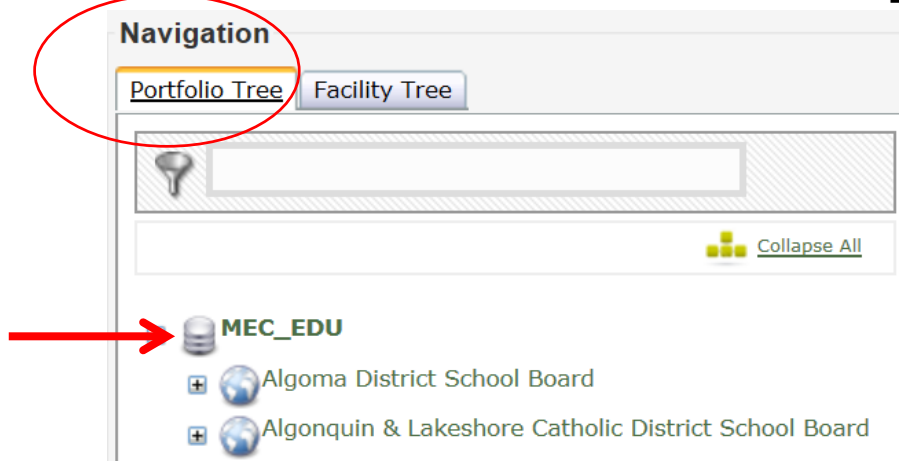 Navigation
Portfolio Tree Facility Tree
Collapse All
MEC_EDU
Algoma District School Board
Algonquin & Lakeshore Catholic District School Board